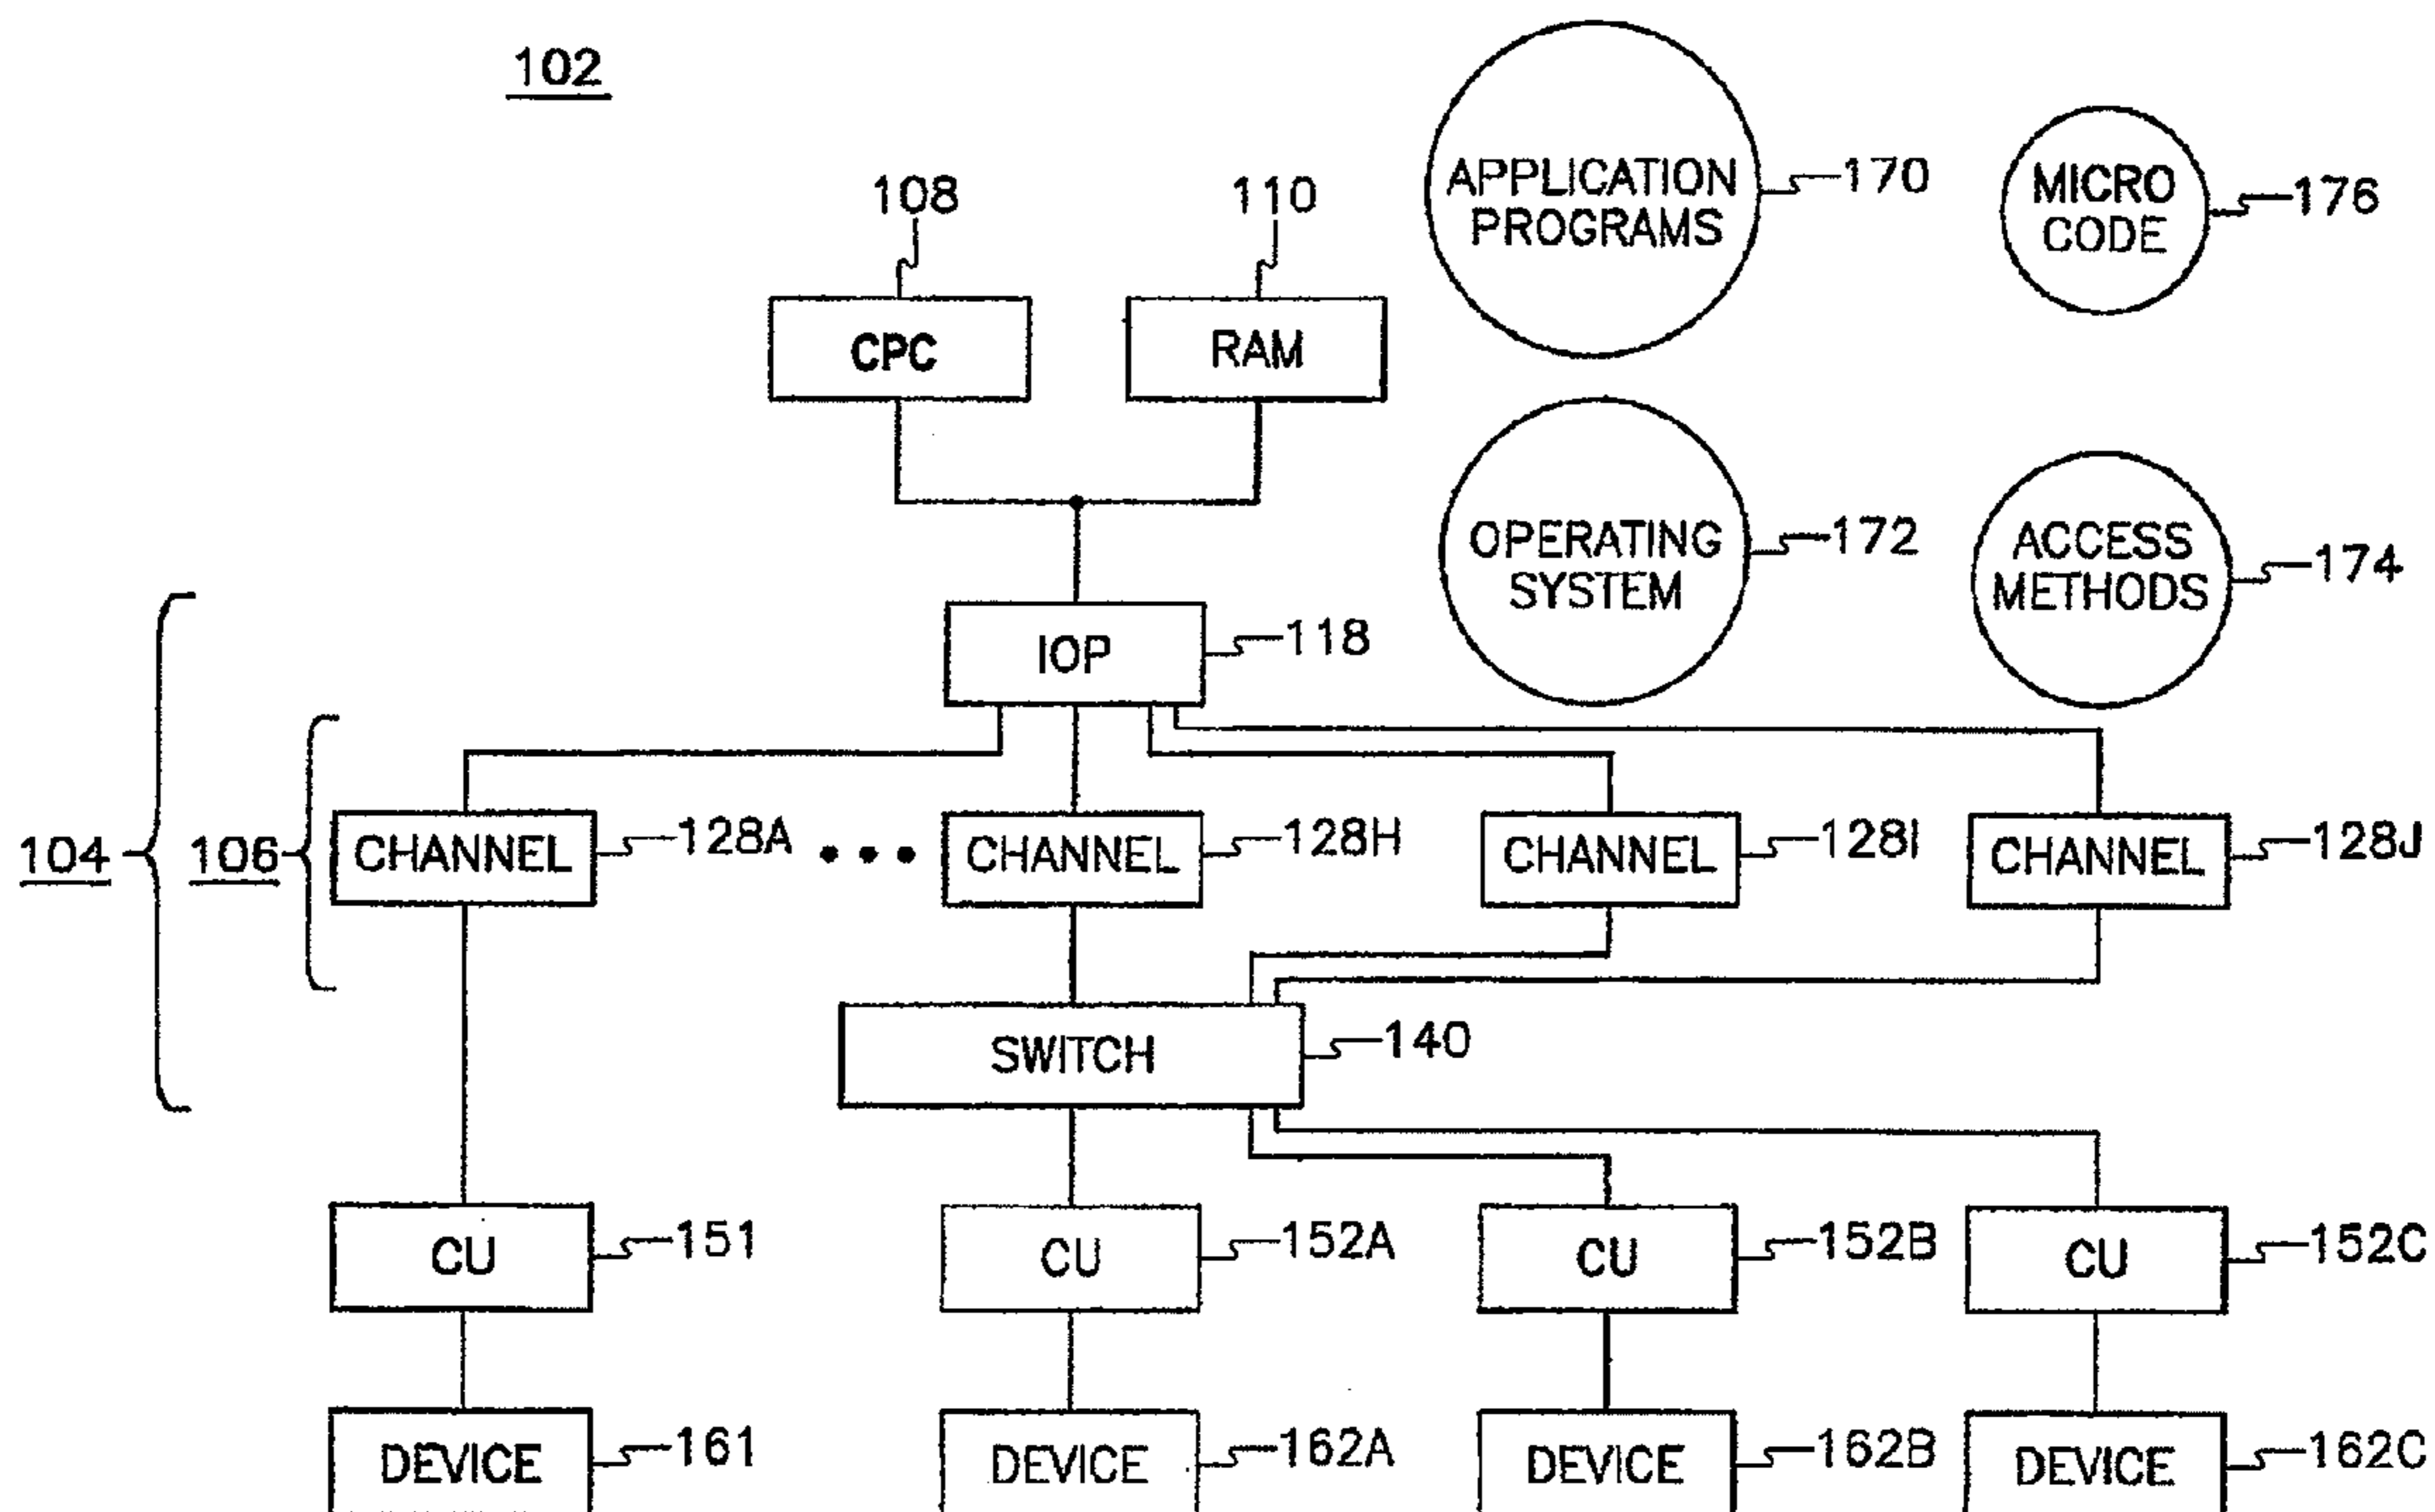 102
108
110
APPLICATION
PROGRAMS
170
MICRO
CODE
176
CPC
RAM
OPERATING
SYSTEM
172
ACCESS
METHODS
174
IOP
118
104
106
CHANNEL
128A
CHANNEL
128H
CHANNEL
128I
CHANNEL
128J
SWITCH
140
CU
151
CU
152A
CU
152B
CU
152C
DEVICE
161
DEVICE
162A
DEVICE
162B
DEVICE
162C